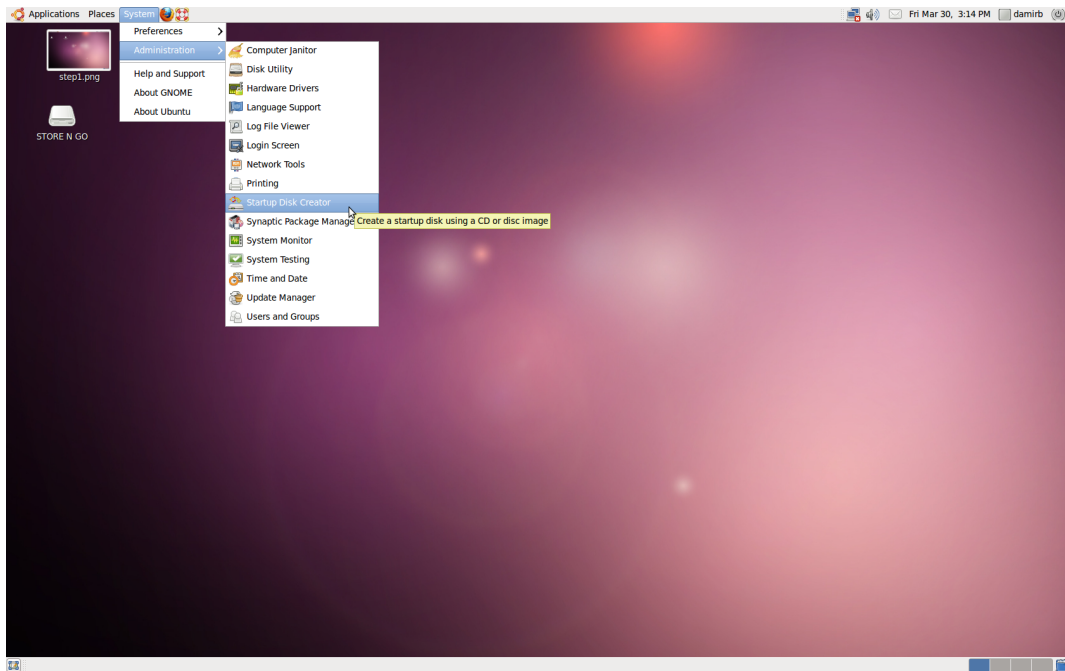 Applications Places System
Fri Mar 30, 3:14 PM damirb
Preferences
Administration
Help and Support
About GNOME
About Ubuntu
step1.png
STORE N GO
Computer Janitor
Disk Utility
Hardware Drivers
Language Support
Log File Viewer
Login Screen
Network Tools
Printing
Startup Disk Creator
Synaptic Package Manage
Create a startup disk using a CD or disc image
System Monitor
System Testing
Time and Date
Update Manager
Users and Groups